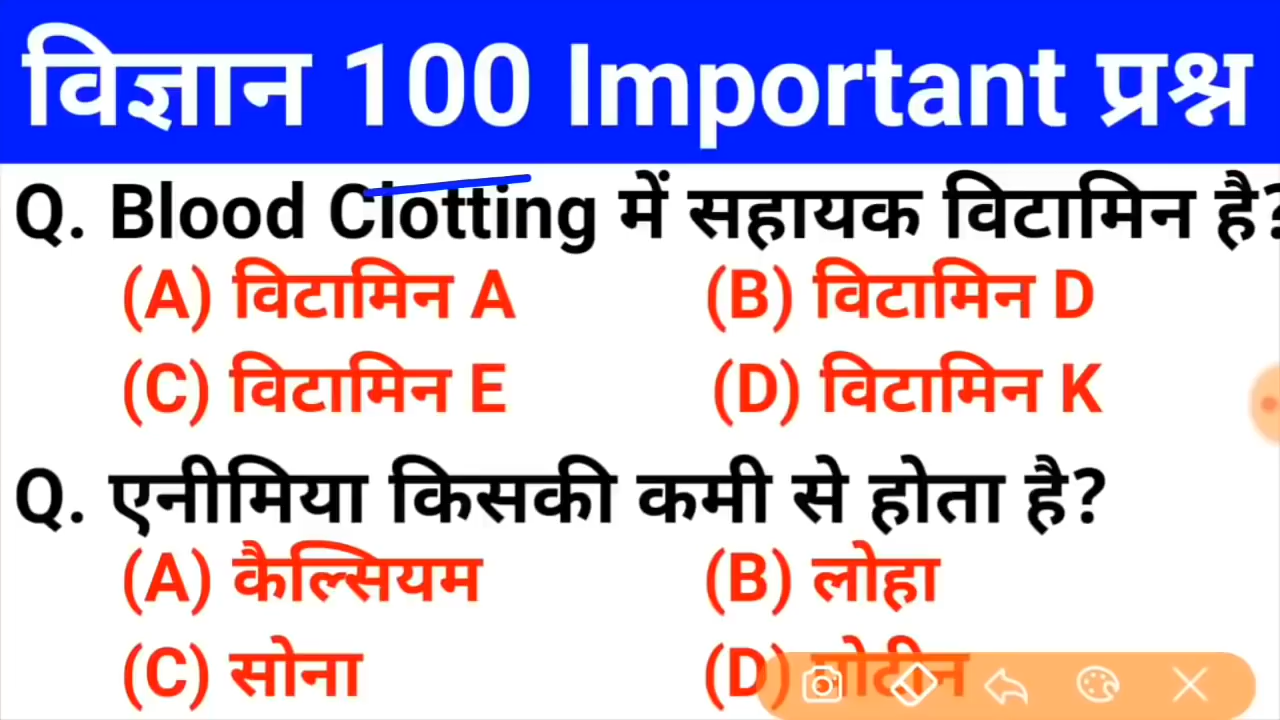 विज्ञान 100 Important प्रश्न
Q. Blood Clotting में सहायक विटामिन है?
(A) विटामिन A (B) विटामिन D
(C) विटामिन E (D) विटामिन K
Q. एनीमिया किसकी कमी से होता है?
(A) कैल्सियम (B) लोहा
(C) सोना (D)